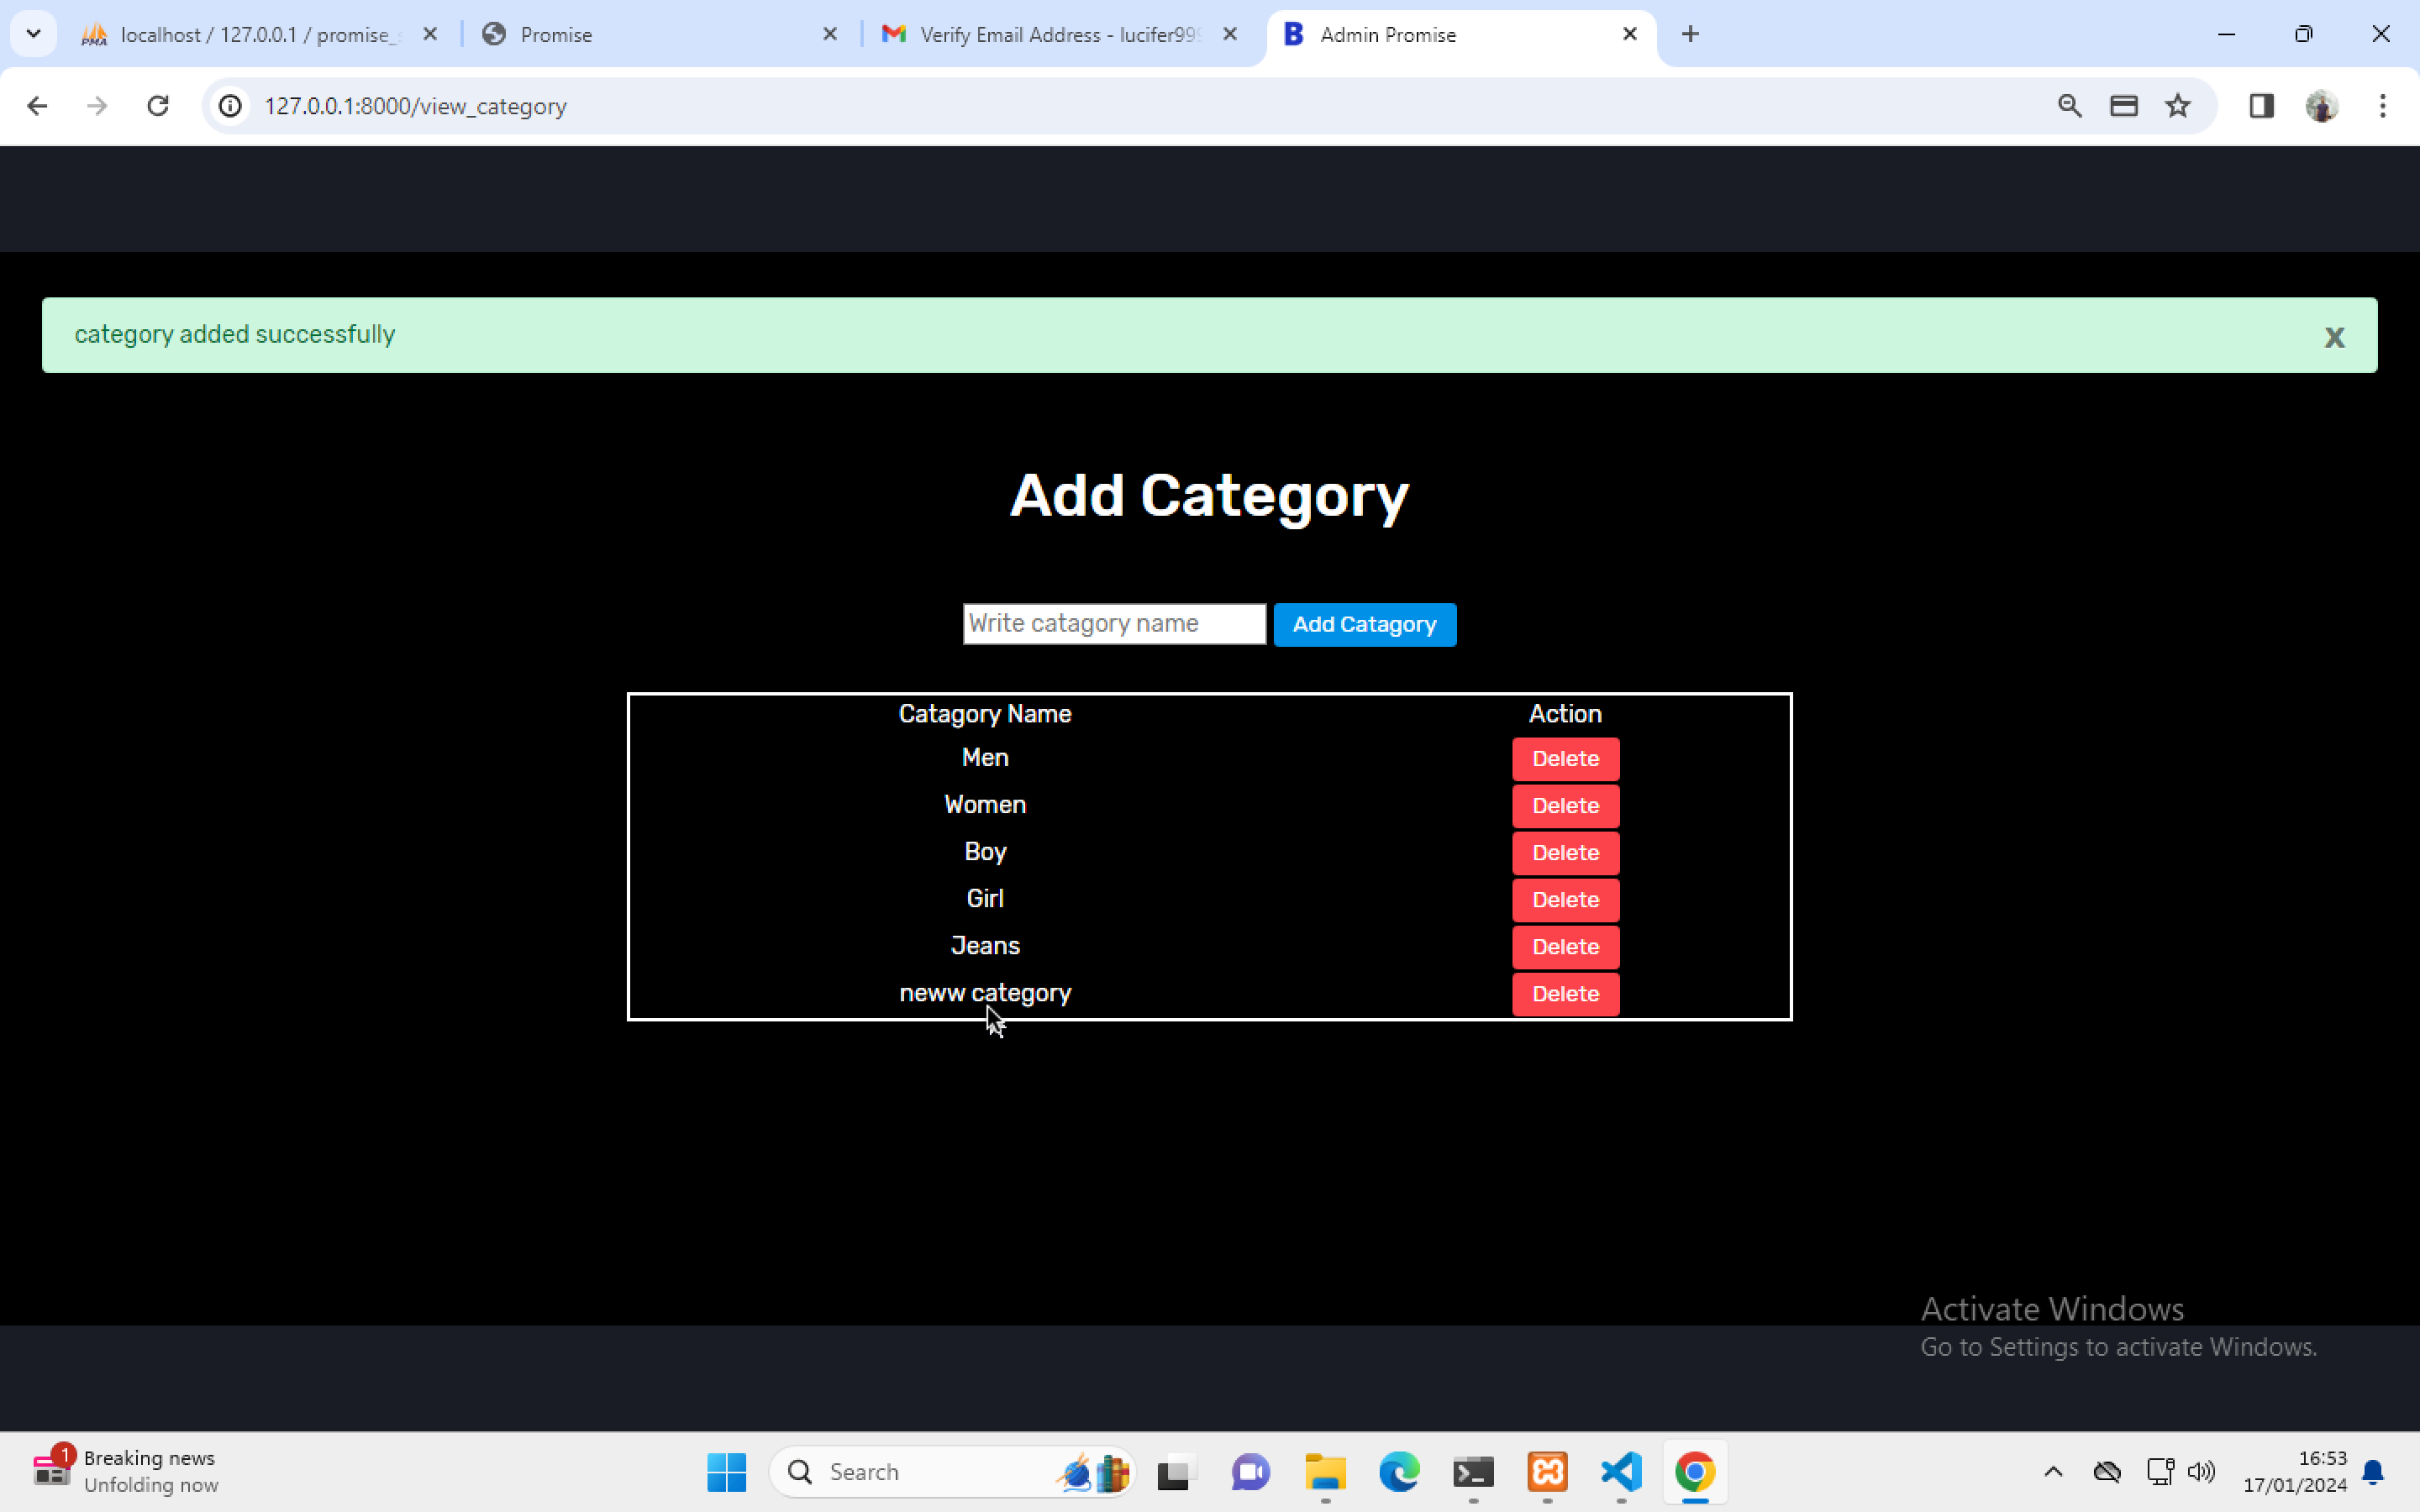 localhost / 127.0.0.1 / promise_
Promise
Verify Email Address - lucifer999
Admin Promise
127.0.0.1:8000/view_category
category added successfully
x
Add Category
Write catagory name
Add Catagory
Catagory Name Action
Men Delete
Women Delete
Boy Delete
Girl Delete
Jeans Delete
neww category Delete
Activate Windows
Go to Settings to activate Windows.
1
Breaking news
Unfolding now
Search
16:53
17/01/2024